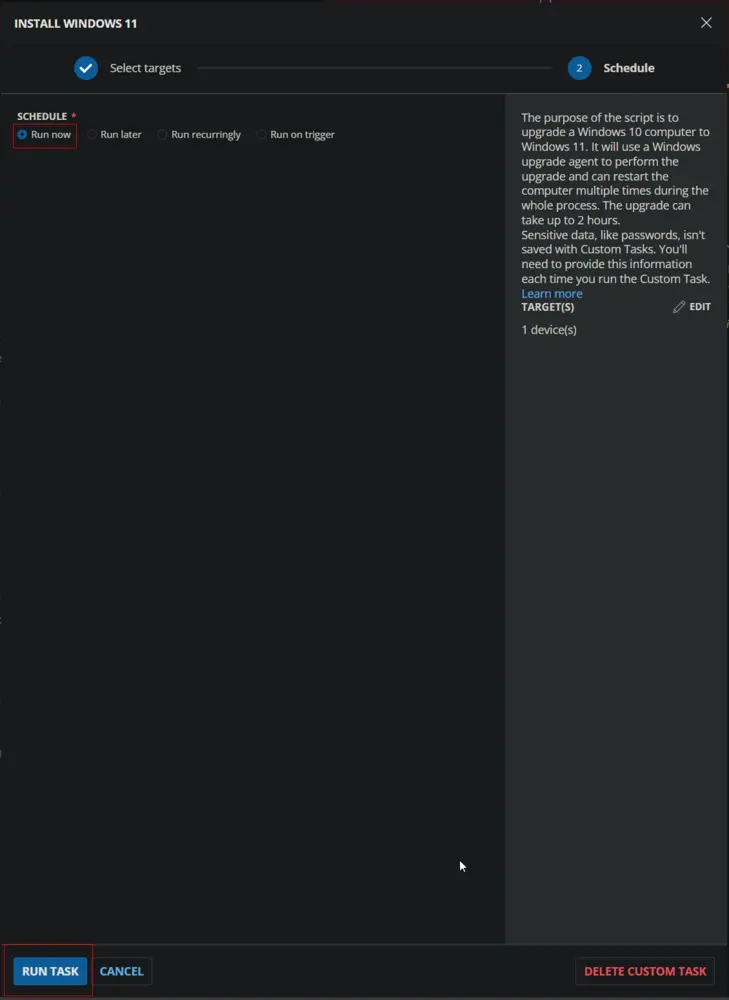 INSTALL WINDOWS 11
Select targets
2
Schedule
SCHEDULE *
Run now
Run later
Run recurringly
Run on trigger
The purpose of the script is to
upgrade a Windows 10 computer to
Windows 11. It will use a Windows
upgrade agent to perform the
upgrade and can restart the
computer multiple times during the
whole process. The upgrade can
take up to 2 hours.
Sensitive data, like passwords, isn't
saved with Custom Tasks. You'll
need to provide this information
each time you run the Custom Task.
Learn more
TARGET(S)
EDIT
1 device(s)
RUN TASK
CANCEL
DELETE CUSTOM TASK